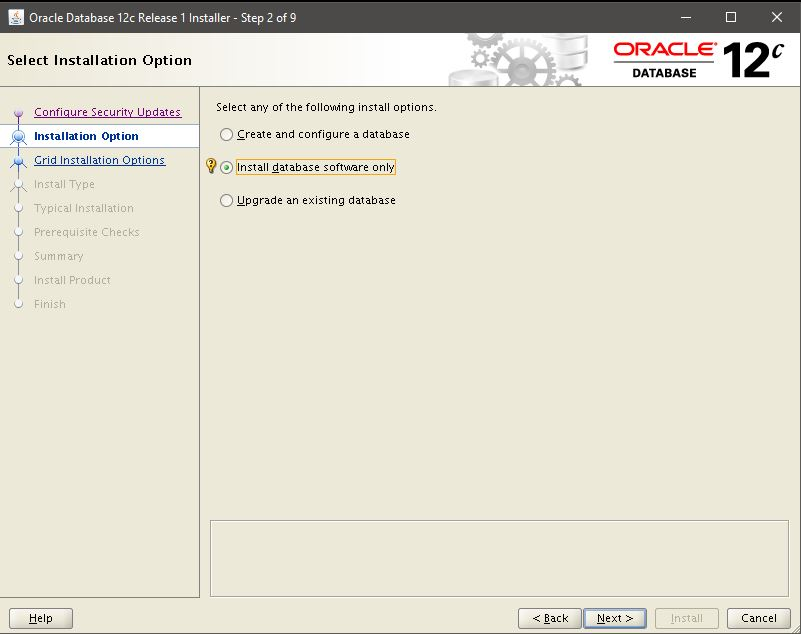 Oracle Database 12c Release 1 Installer - Step 2 of 9
Select Installation Option
ORACLE®
DATABASE
12c
Configure Security Updates
Installation Option
Grid Installation Options
Install Type
Typical Installation
Prerequisite Checks
Summary
Install Product
Finish
Select any of the following install options.
Create and configure a database
Install database software only
Upgrade an existing database
Help
< Back
Next >
Install
Cancel